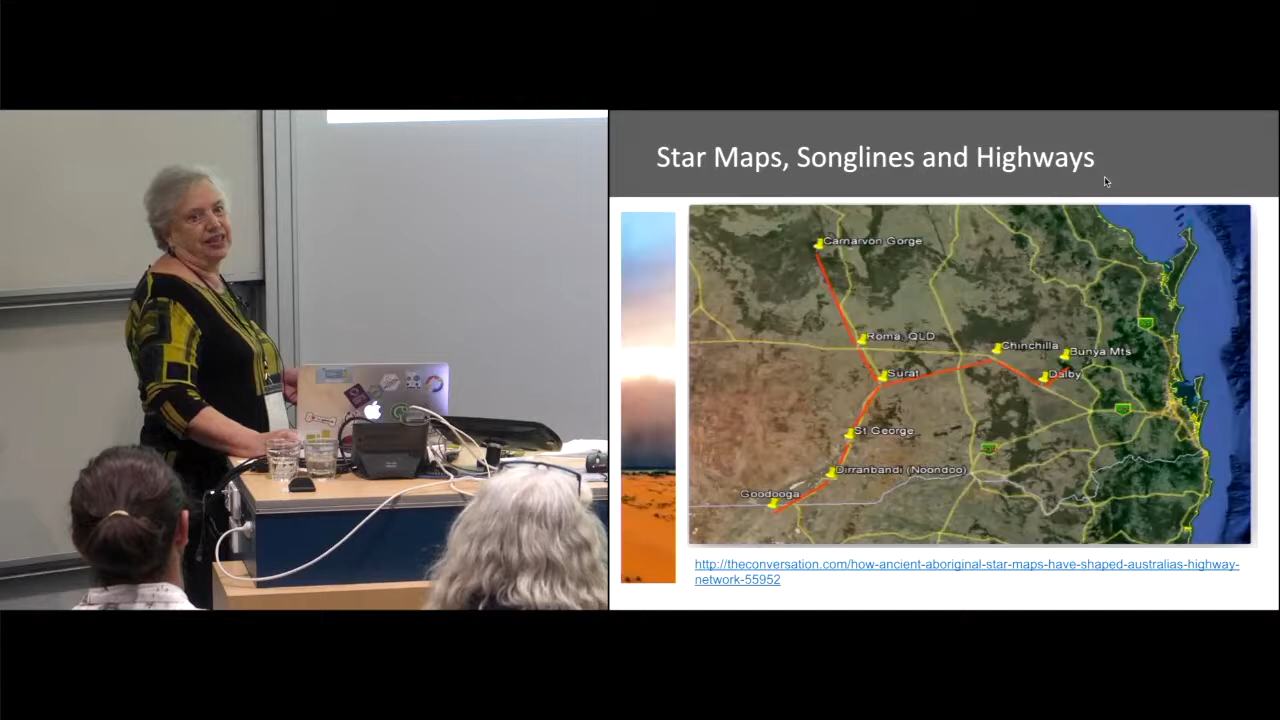 Star Maps, Songlines and Highways
Carnarvon Gorge
Roma, QLD
Chinchilla
Bunya Mts
Surat
Dalby
St George
Dirranbandi (Noondoo)
Goodooga
http://theconversation.com/how-ancient-aboriginal-star-maps-have-shaped-australias-highway-
network-55952